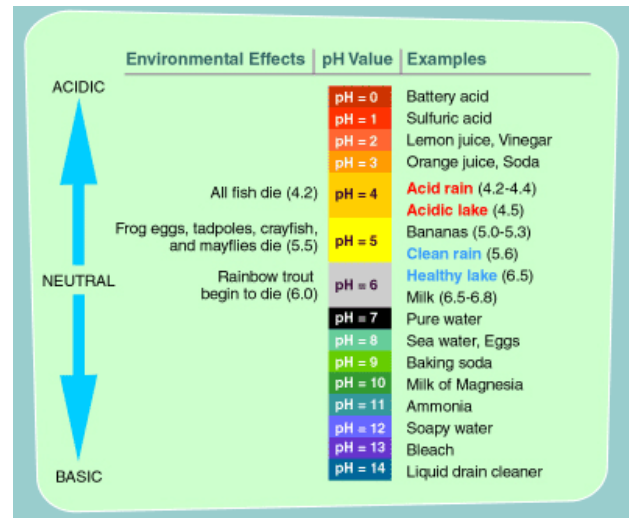 Environmental Effects pH Value Examples
ACIDIC
pH = 0 Battery acid
pH = 1 Sulfuric acid
pH = 2 Lemon juice, Vinegar
pH = 3 Orange juice, Soda
All fish die (4.2) pH = 4 Acid rain (4.2-4.4)
Acidic lake (4.5)
Frog eggs, tadpoles, crayfish,
and mayflies die (5.5) pH = 5 Bananas (5.0-5.3)
Clean rain (5.6)
NEUTRAL
Rainbow trout
begin to die (6.0) pH = 6 Healthy lake (6.5)
Milk (6.5-6.8)
pH = 7 Pure water
pH = 8 Sea water, Eggs
pH = 9 Baking soda
pH = 10 Milk of Magnesia
pH = 11 Ammonia
pH = 12 Soapy water
pH = 13 Bleach
pH = 14 Liquid drain cleaner
BASIC